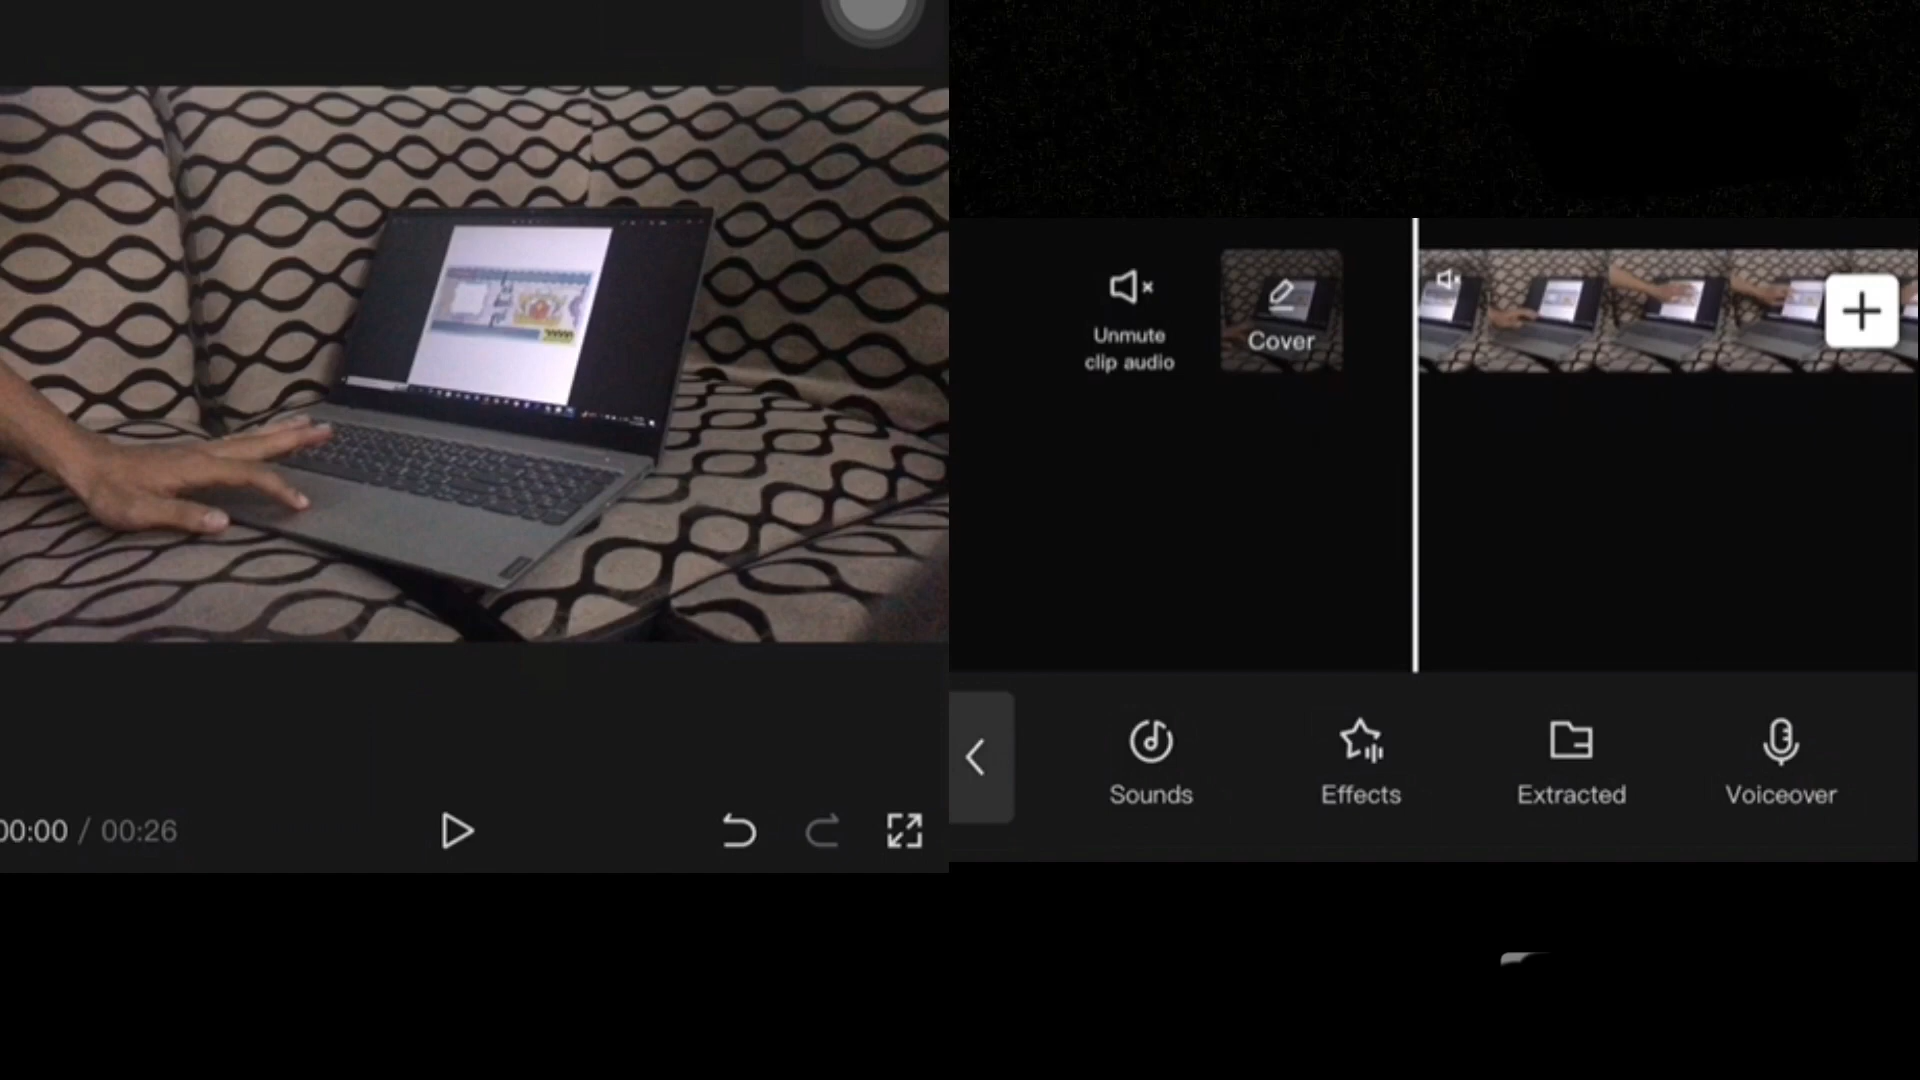 00:00 / 00:26
Unmute
clip audio
Cover
Sounds
Effects
Extracted
Voiceover